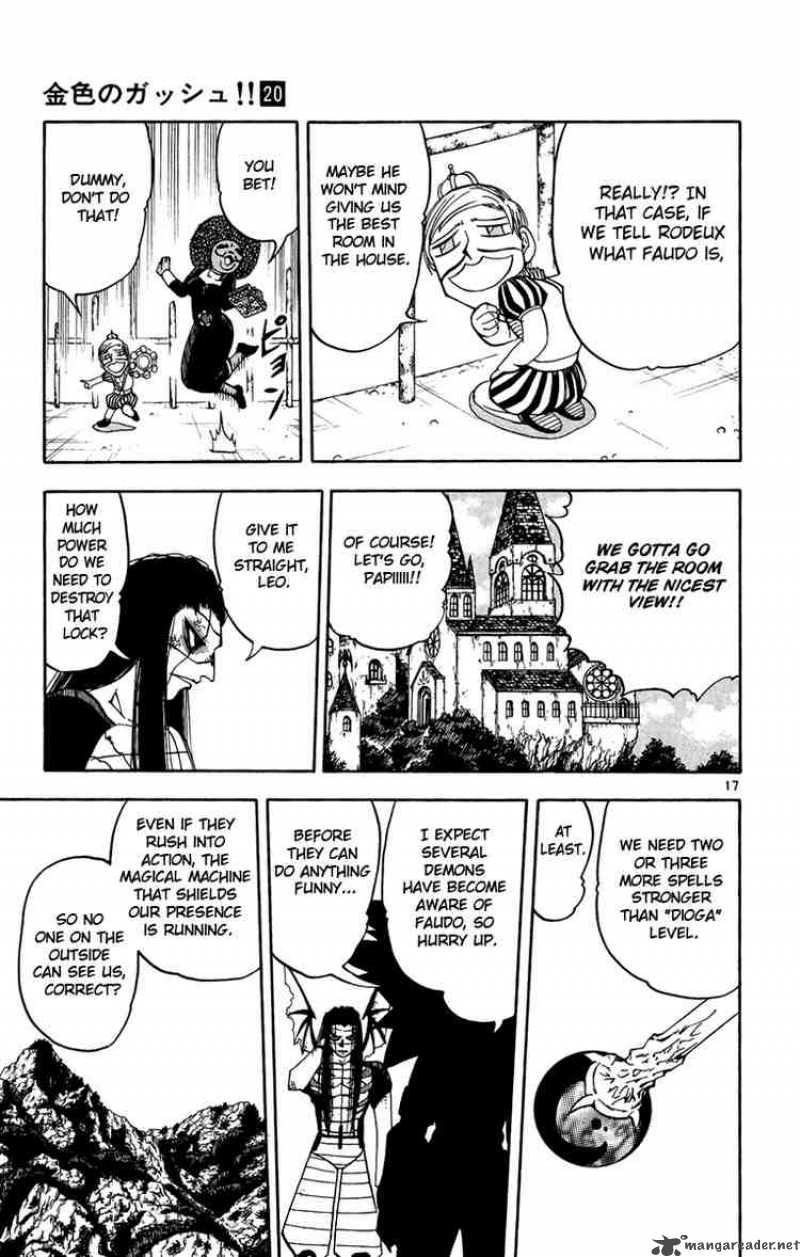 金色のガッシュ!! 20
REALLY!? IN
THAT CASE, IF
WE TELL RODEUX
WHAT FAUDO IS,
MAYBE HE
WON'T MIND
GIVING US
THE BEST
ROOM IN
THE HOUSE.
YOU
BET!
DUMMY,
DON'T DO
THAT!
ピョーン
WE GOTTA GO
GRAB THE ROOM
WITH THE NICEST
VIEW!!
OF COURSE!
LET'S GO,
PAPIIIII!
GIVE IT
TO ME
STRAIGHT,
LEO.
HOW
MUCH
POWER
DO WE
NEED TO
DESTROY
THAT
LOCK?
17
WE NEED TWO
OR THREE
MORE SPELLS
STRONGER
THAN "DIOGA"
LEVEL.
AT
LEAST.
I EXPECT
SEVERAL
DEMONS
HAVE BECOME
AWARE OF
FAUDO, SO
HURRY UP.
BEFORE
THEY CAN
DO ANYTHING
FUNNY...
EVEN IF THEY
RUSH INTO
ACTION, THE
MAGICAL MACHINE
THAT SHIELDS
OUR PRESENCE
IS RUNNING.
SO NO
ONE ON THE
OUTSIDE
CAN SEE US,
CORRECT?
mangareader.net